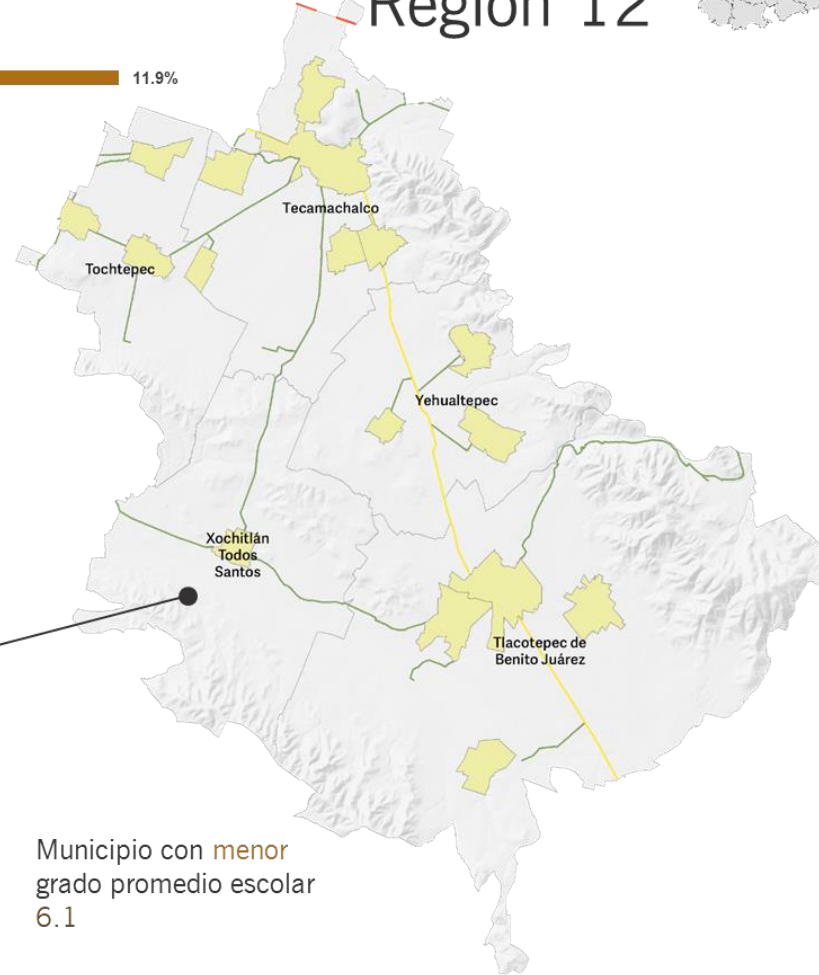 Región 12
11.9%
Tecamachalco
Tochtepec
Yehualtepec
Xochitlán
Todos
Santos
Tlacotepec de
Benito Juárez
Municipio con menor
grado promedio escolar
6.1